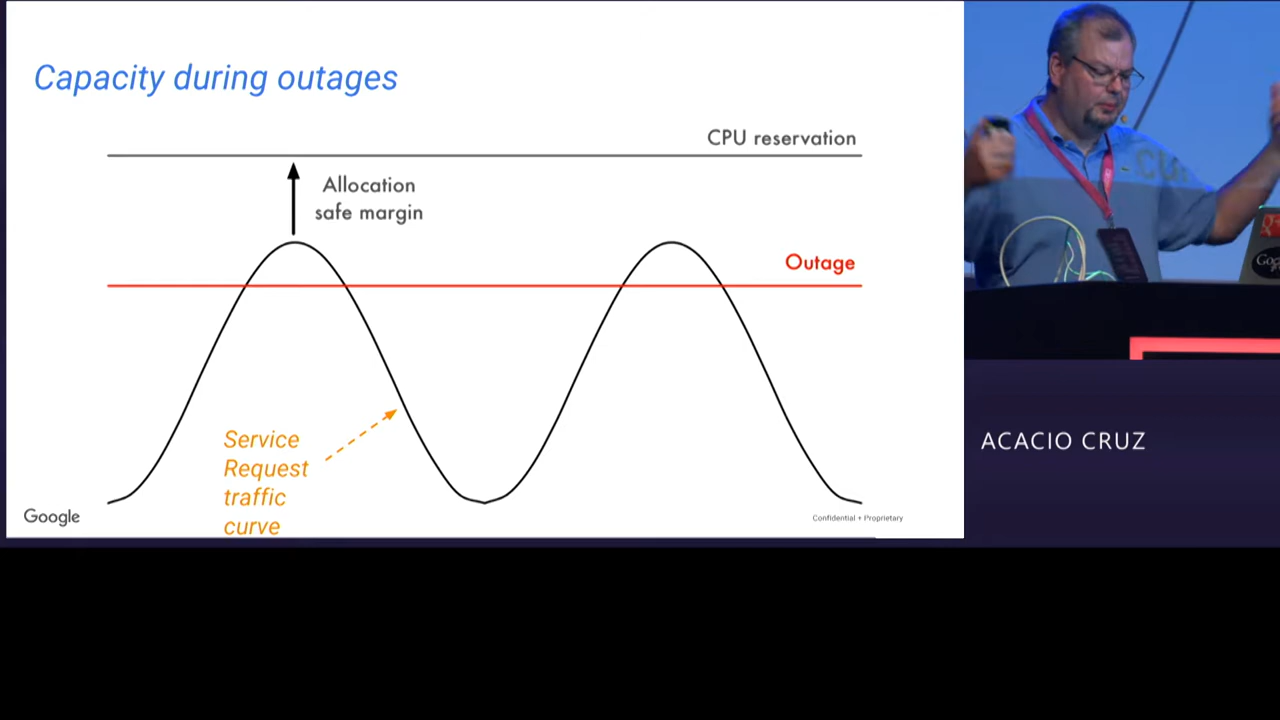 Capacity during outages
CPU reservation
Allocation
safe margin
Outage
Service
Request
traffic
curve
Google
Confidential + Proprietary
ACACIO CRUZ